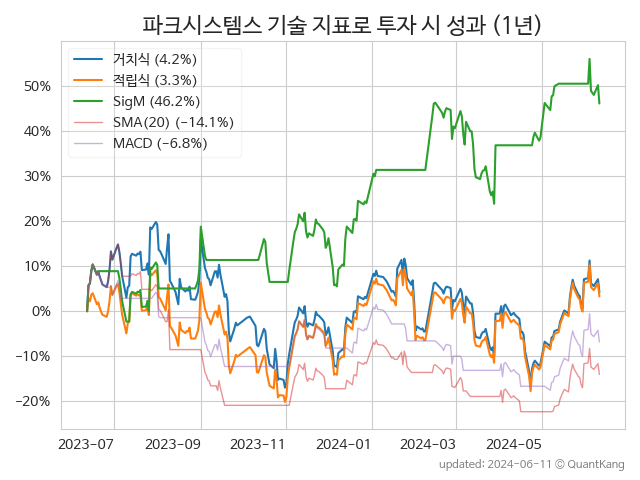 파크시스템스 기술 지표로 투자 시 성과 (1년)
거치식 (4.2%)
적립식 (3.3%)
SigM (46.2%)
SMA(20) (−14.1%)
MACD (−6.8%)
50%
40%
30%
20%
10%
0%
−10%
−20%
2023-07 2023-09 2023-11 2024-01 2024-03 2024-05
updated: 2024-06-11 © QuantKang